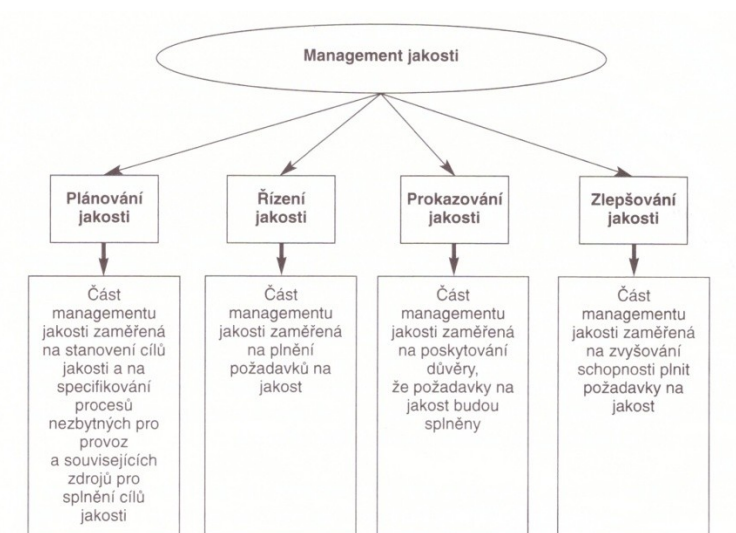 Management jakosti
Plánování
jakosti
Řízení
jakosti
Prokazování
jakosti
Zlepšování
jakosti
Část
managementu
jakosti zaměřená
na stanovení cílů
jakosti a na
specifikování
procesů
nezbytných pro
provoz
a souvisejících
zdrojů pro
splnění cílů
jakosti
Část
managementu
jakosti zaměřená
na plnění
požadavků na
jakost
Část
managementu
jakosti zaměřená
na poskytování
důvěry,
že požadavky na
jakost budou
splněny
Část
managementu
jakosti zaměřená
na zvyšování
schopnosti plnit
požadavky na
jakost